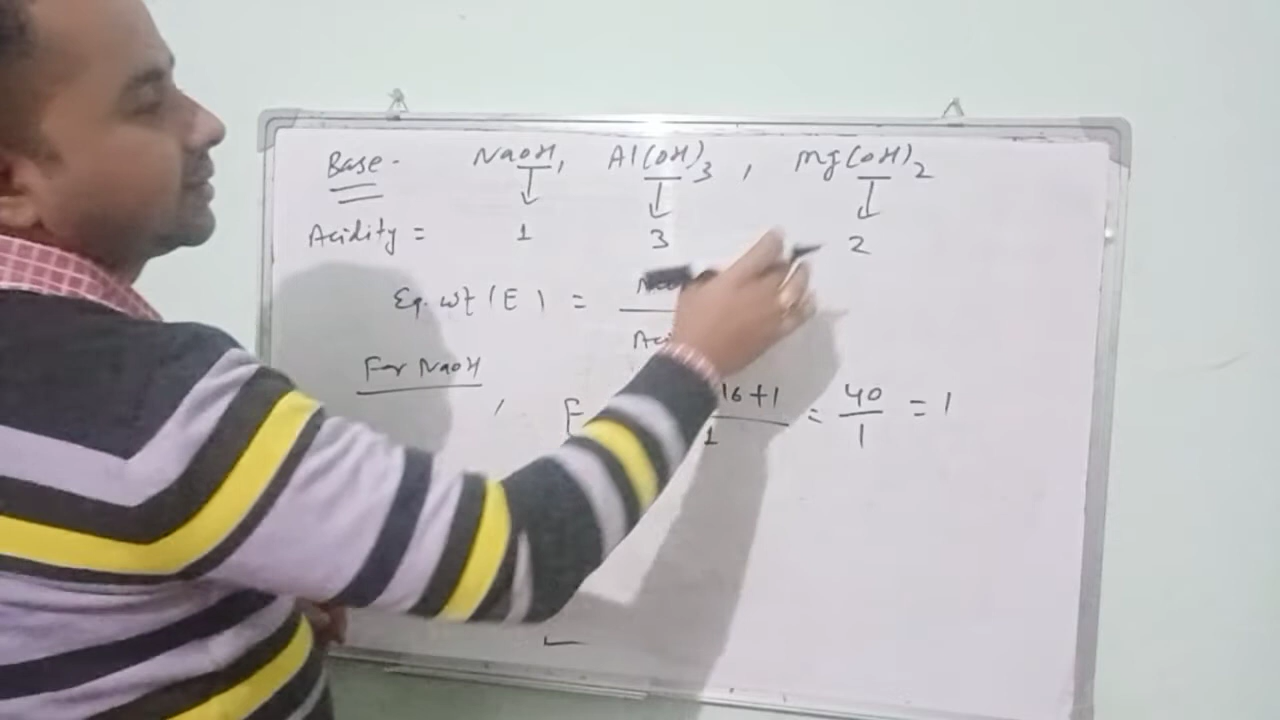 Base - NaOH, Al(OH)3 , Mg(OH)2
Acidity = 1 3 2
Eq. wt (E) =
For NaOH,
16+1 = 40 = 1
1 1